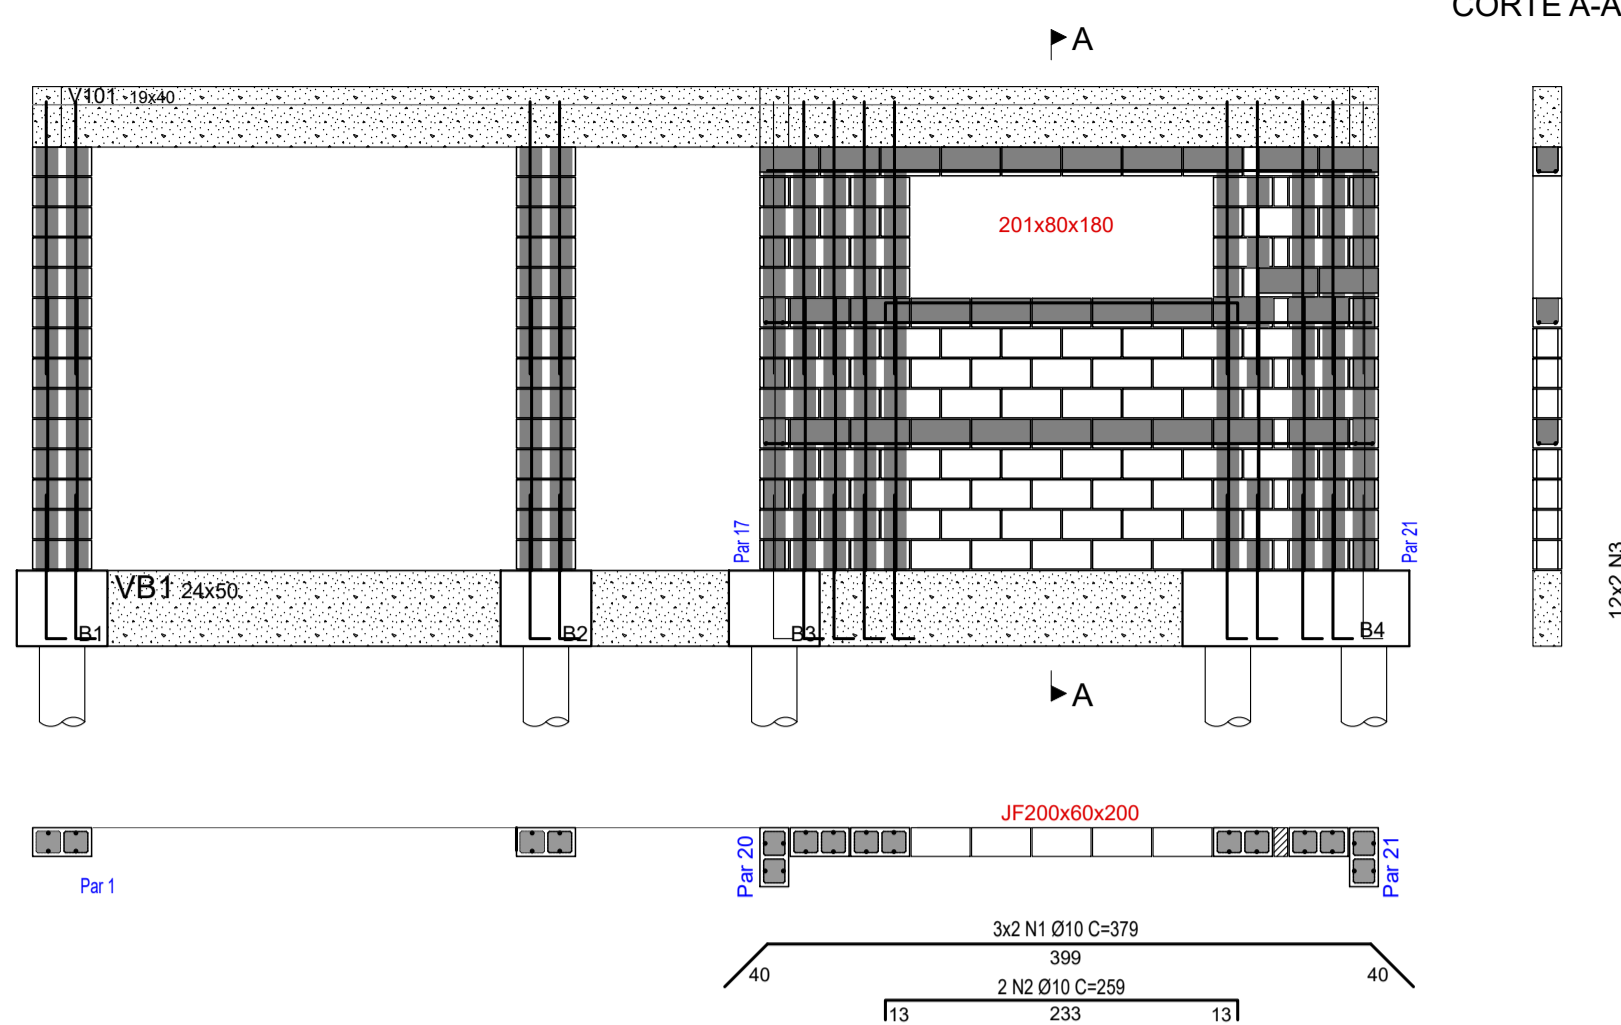 CORTE A-A
A
V101 19x40
201x80x180
Par 17
Par 21
VB1 24x50
B1
B2
B3
B4
12x2 N3
A
JF200x60x200
Par 1
Par 20
Par 21
3x2 N1 Ø10 C=379
399
40
40
2 N2 Ø10 C=259
13
233
13